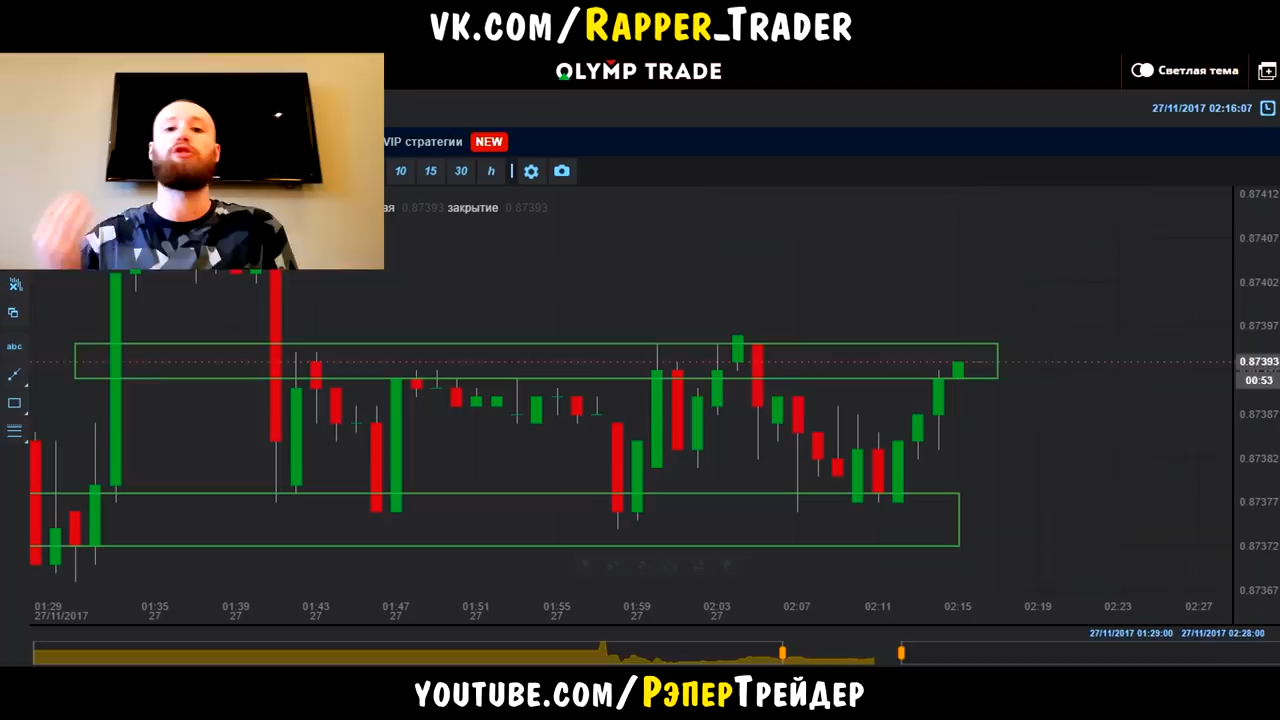 VK.COM/RAPPER_TRADER
OLYMP TRADE
Светлая тема
27/11/2017 02:16:07
VIP стратегии NEW
10 15 30 h
ая 0.87393 закрытие 0.87393
0.87412
0.87407
0.87402
0.87397
0.87393
00:53
0.87387
0.87382
0.87377
0.87372
0.87367
abc
01:29 01:35 01:39 01:43 01:47 01:51 01:55 01:59 02:03 02:07 02:11 02:15 02:19 02:23 02:27
27/11/2017 27 27 27 27 27 27 27 27
27/11/2017 01:29:00 27/11/2017 02:28:00
YOUTUBE.COM/РЭПЕРТРЕЙДЕР